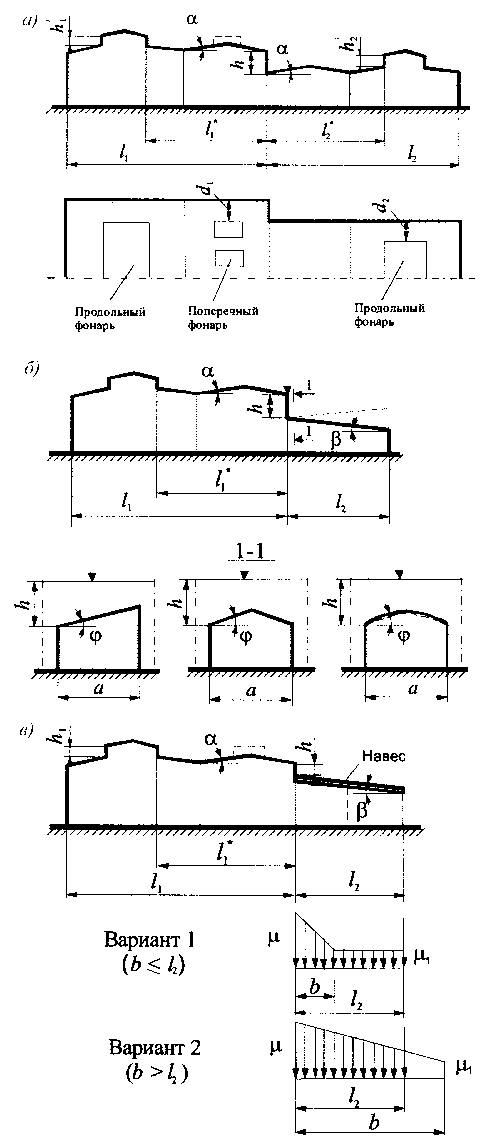 а)
h₁
α
h
α
h₂
l₁*
l₂*
l₁
l₂
d₁
d₂
Продольный фонарь
Поперечный фонарь
Продольный фонарь
б)
α
h
1
1
β
l₁*
l₁
l₂
1-1
h
φ
a
h
φ
a
h
φ
a
в)
h₁
α
h
Навес
β
l₁*
l₁
l₂
Вариант 1
(b ≤ l₂)
μ
μ₁
b
l₂
Вариант 2
(b > l₂)
μ
μ₁
l₂
b